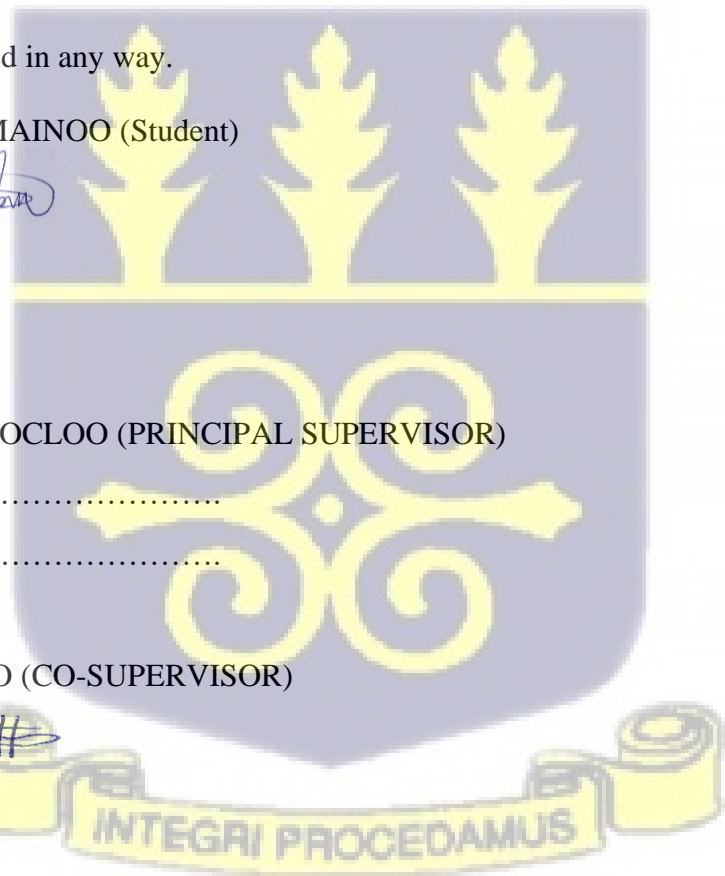 d in any way.
MAINOO (Student)
OCLOO (PRINCIPAL SUPERVISOR)
………………….
………………….
(CO-SUPERVISOR)
INTEGRI PROCEDAMUS